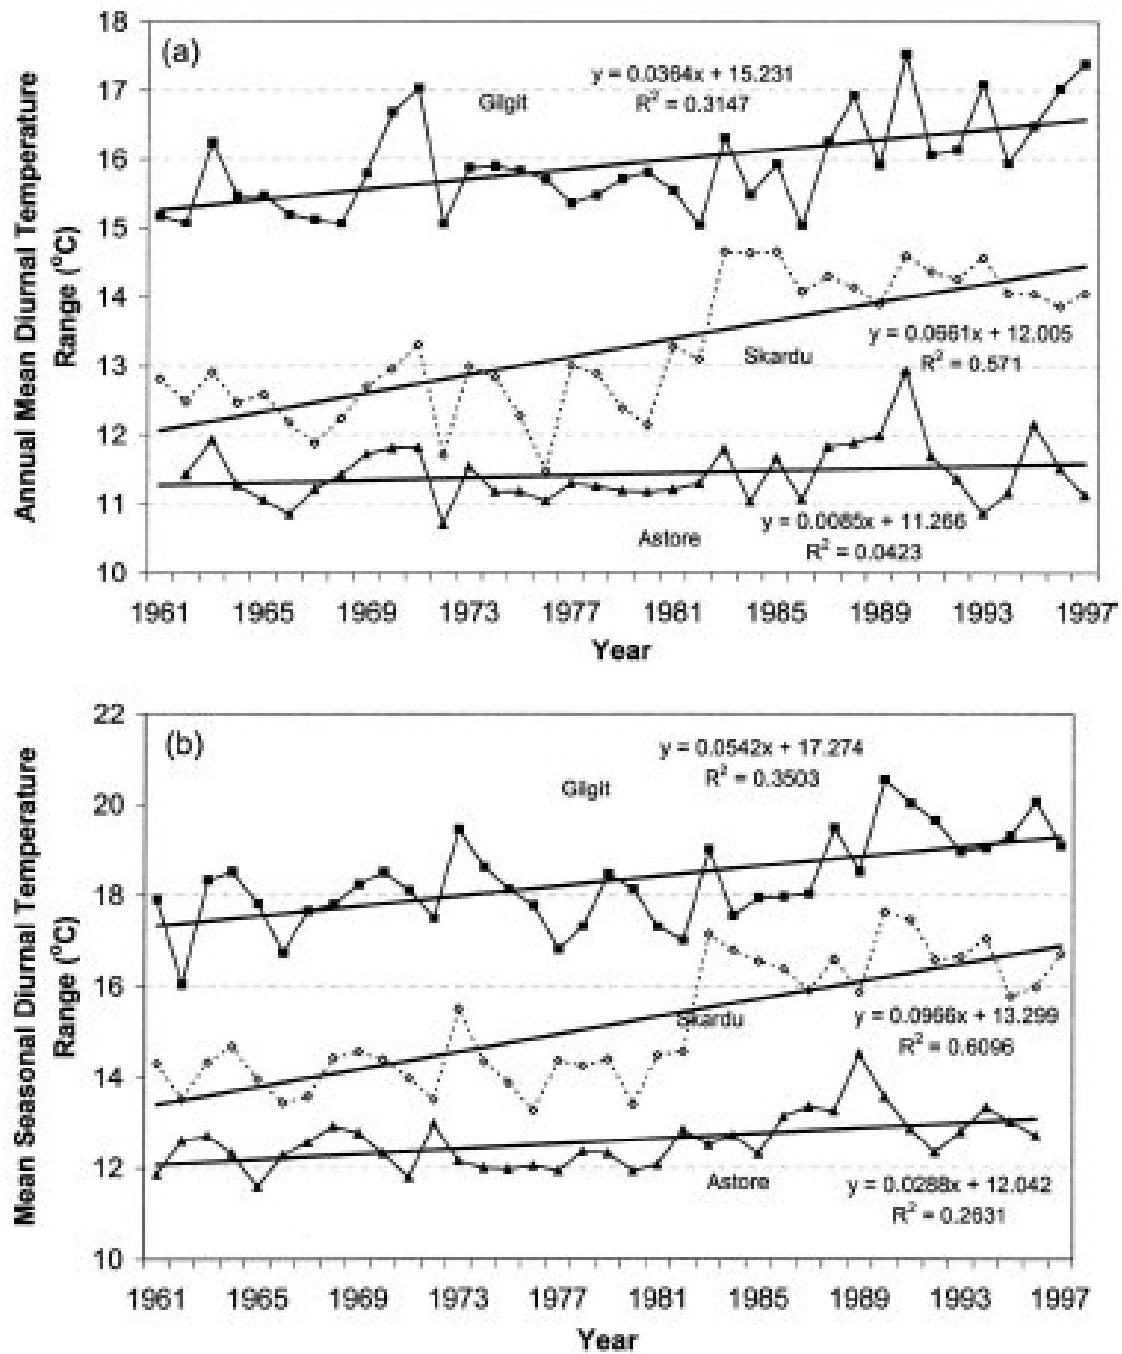 18
(a)
y = 0.0364x + 15.231
R² = 0.3147
Gilgit
17
16
15
14
y = 0.0661x + 12.005
R² = 0.571
Skardu
13
12
11
y = 0.0085x + 11.266
R² = 0.0423
Astore
10
Annual Mean Diurnal Temperature
Range (°C)
1961 1965 1969 1973 1977 1981 1985 1989 1993 1997
Year
22
(b)
y = 0.0542x + 17.274
R² = 0.3503
Gilgit
20
18
16
Skardu
y = 0.0966x + 13.299
R² = 0.6096
14
12
Astore
y = 0.0288x + 12.042
R² = 0.2631
10
Mean Seasonal Diurnal Temperature
Range (°C)
1961 1965 1969 1973 1977 1981 1985 1989 1993 1997
Year